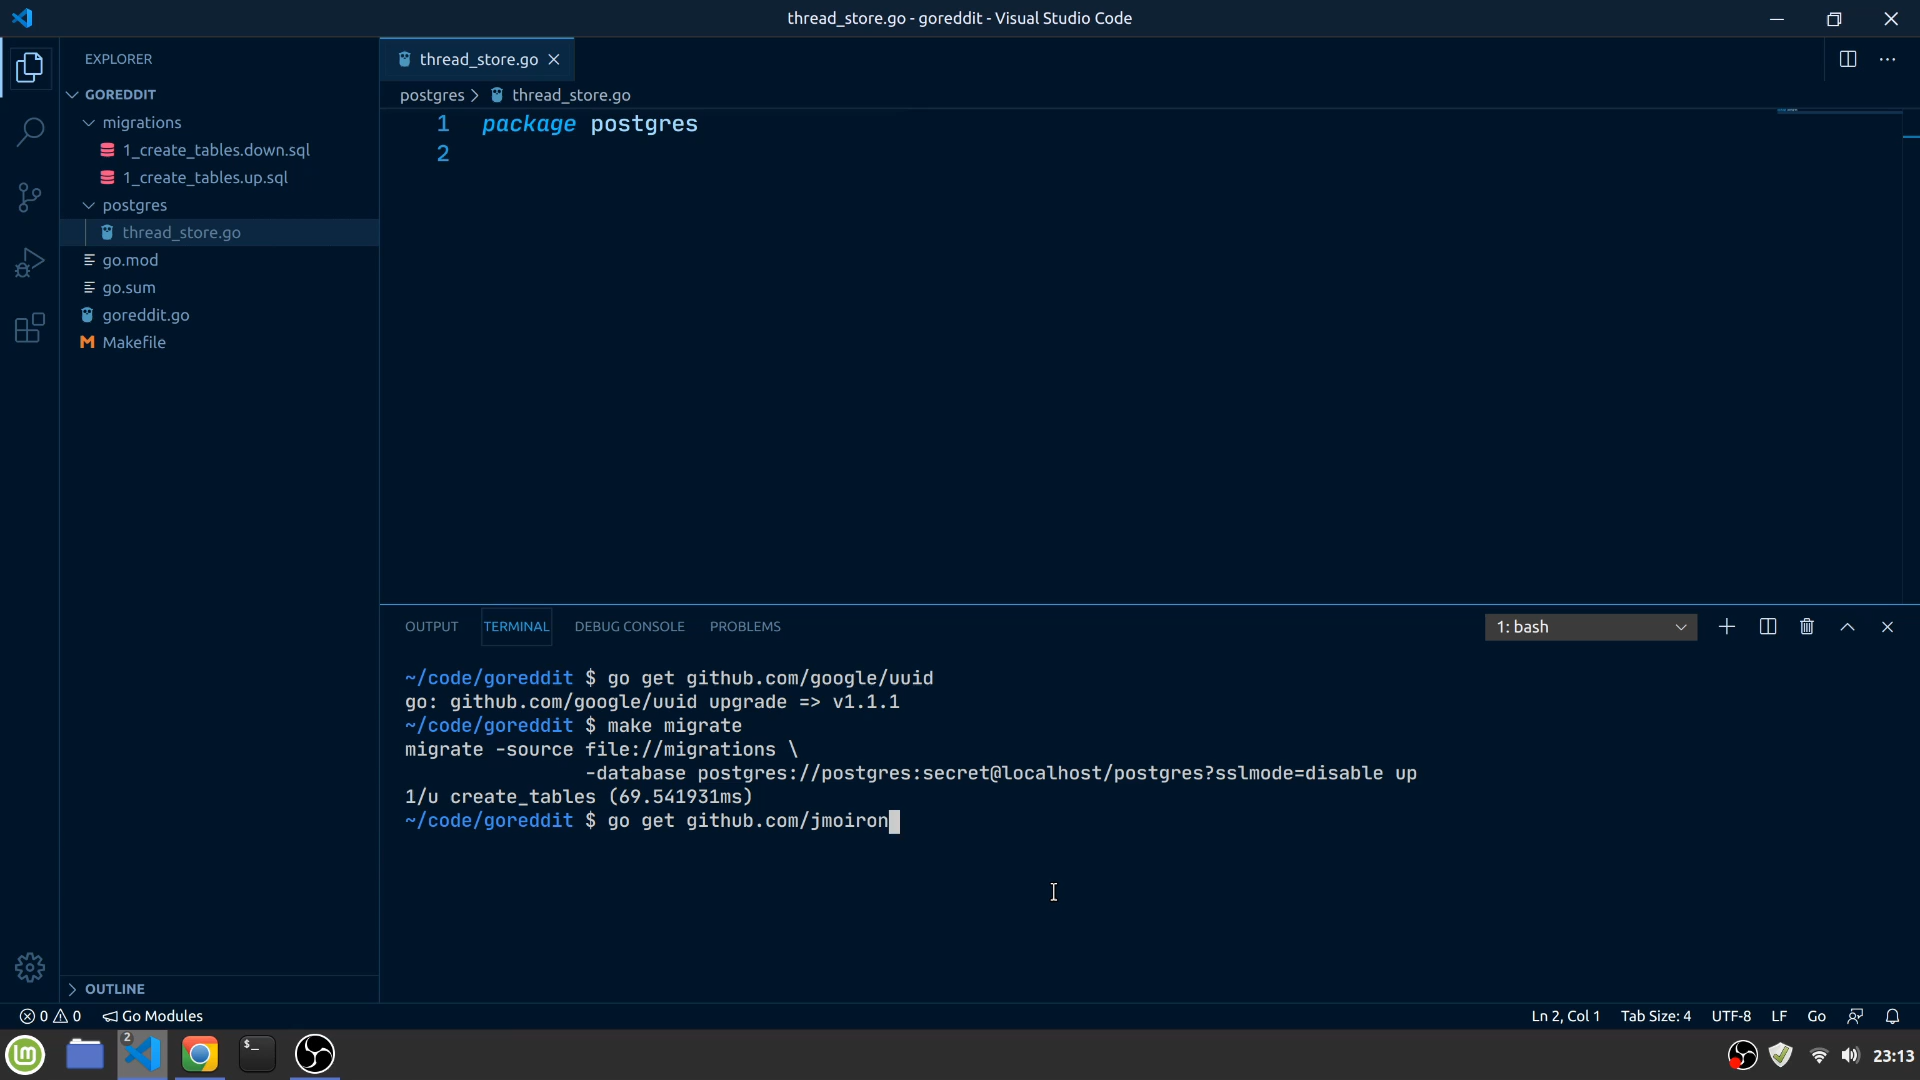 thread_store.go - goreddit - Visual Studio Code
EXPLORER
GOREDDIT
migrations
1_create_tables.down.sql
1_create_tables.up.sql
postgres
thread_store.go
go.mod
go.sum
goreddit.go
M Makefile
OUTLINE
thread_store.go
postgres > thread_store.go
1 package postgres
2
OUTPUT TERMINAL DEBUG CONSOLE PROBLEMS 1: bash
~/code/goreddit $ go get github.com/google/uuid
go: github.com/google/uuid upgrade => v1.1.1
~/code/goreddit $ make migrate
migrate -source file://migrations \
-database postgres://postgres:secret@localhost/postgres?sslmode=disable up
1/u create_tables (69.541931ms)
~/code/goreddit $ go get github.com/jmoiron
0 0 Go Modules Ln 2, Col 1 Tab Size: 4 UTF-8 LF Go
2
$_
23:13